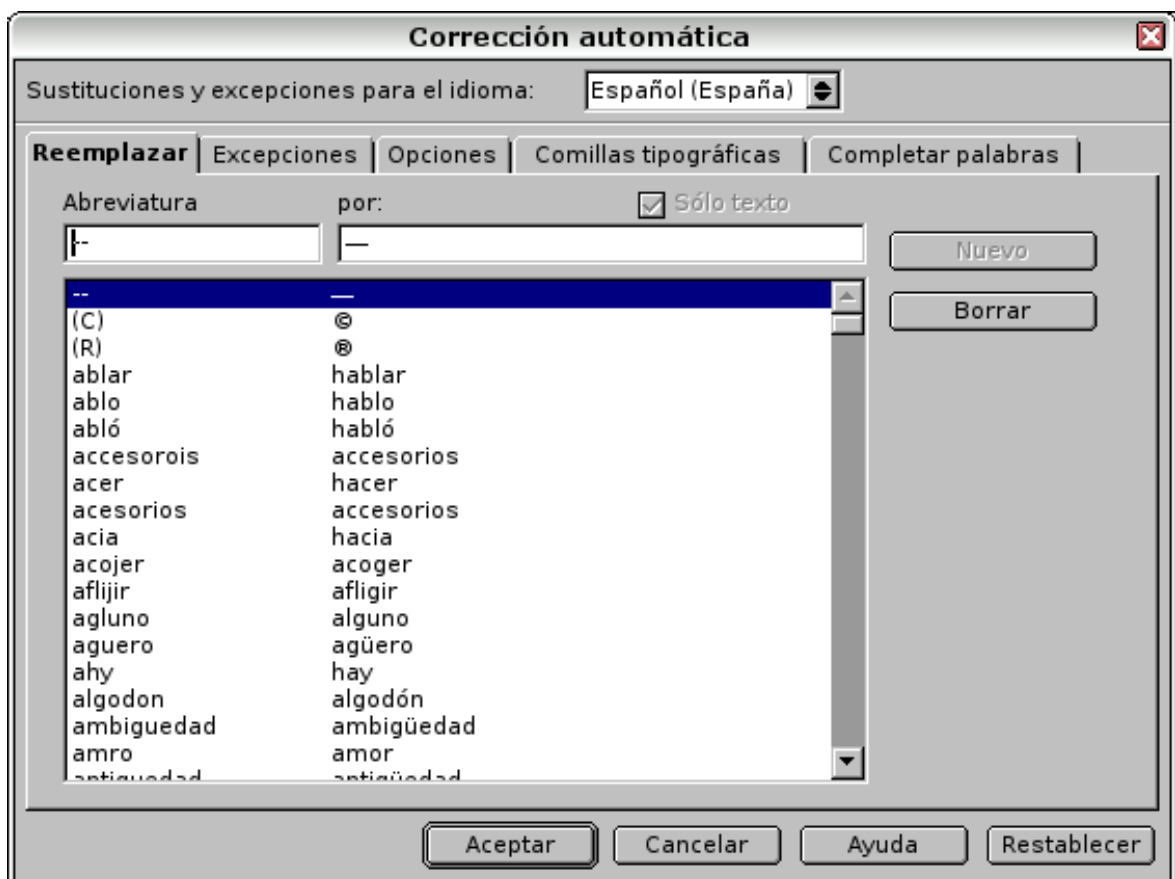 Corrección automática
Sustituciones y excepciones para el idioma: Español (España)
Reemplazar Excepciones Opciones Comillas tipográficas Completar palabras
Abreviatura por: Sólo texto
-- — Nuevo
-- — Borrar
(C) ©
(R) ®
ablar hablar
ablo hablo
abló habló
accesorois accesorios
acer hacer
acesorios accesorios
acia hacia
acojer acoger
aflijir afligir
agluno alguno
aguero agüero
ahy hay
algodon algodón
ambiguedad ambigüedad
amro amor
antiguedad antigüedad
Aceptar Cancelar Ayuda Restablecer